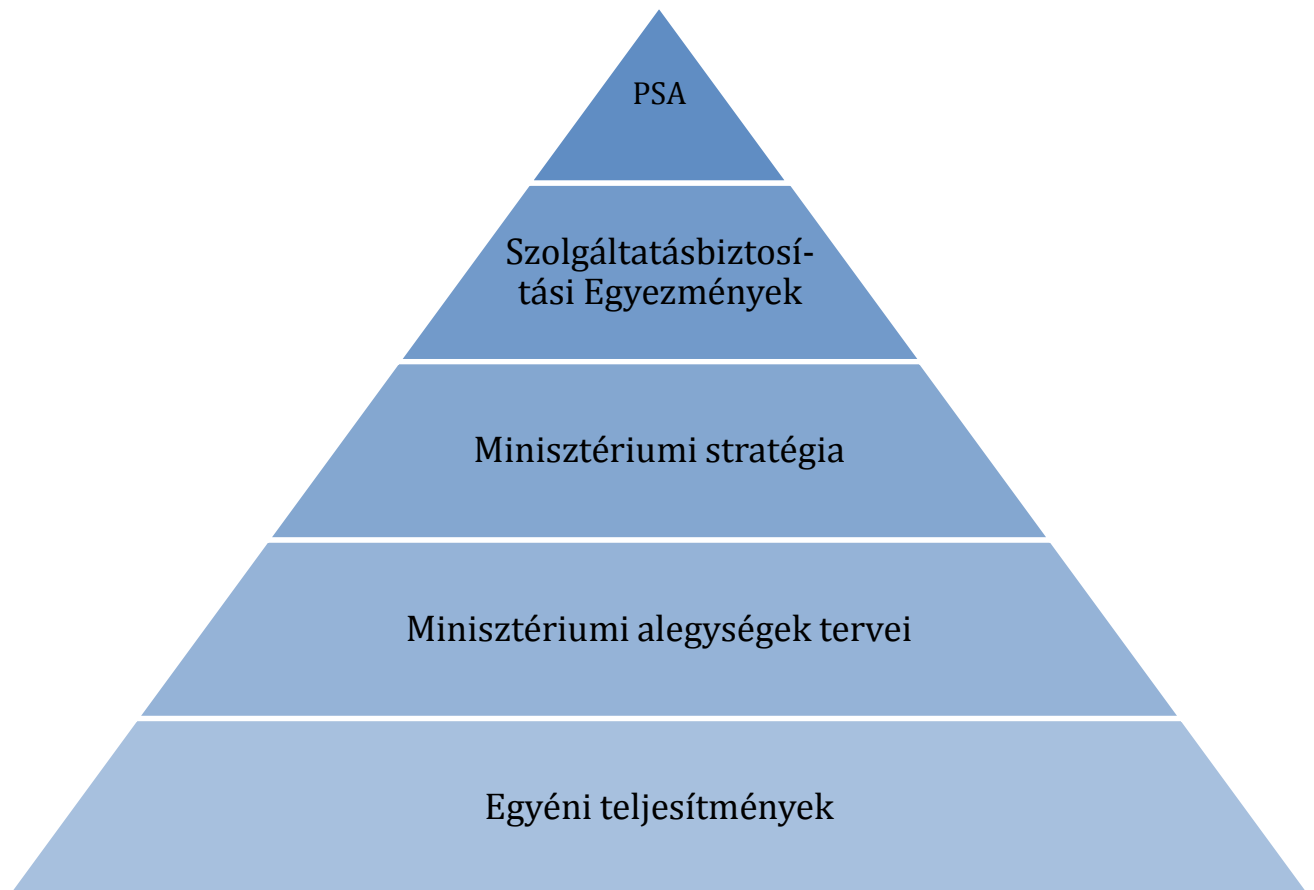 PSA
Szolgáltatásbiztosí-
tási Egyezmények
Minisztériumi stratégia
Minisztériumi alegységek tervei
Egyéni teljesítmények